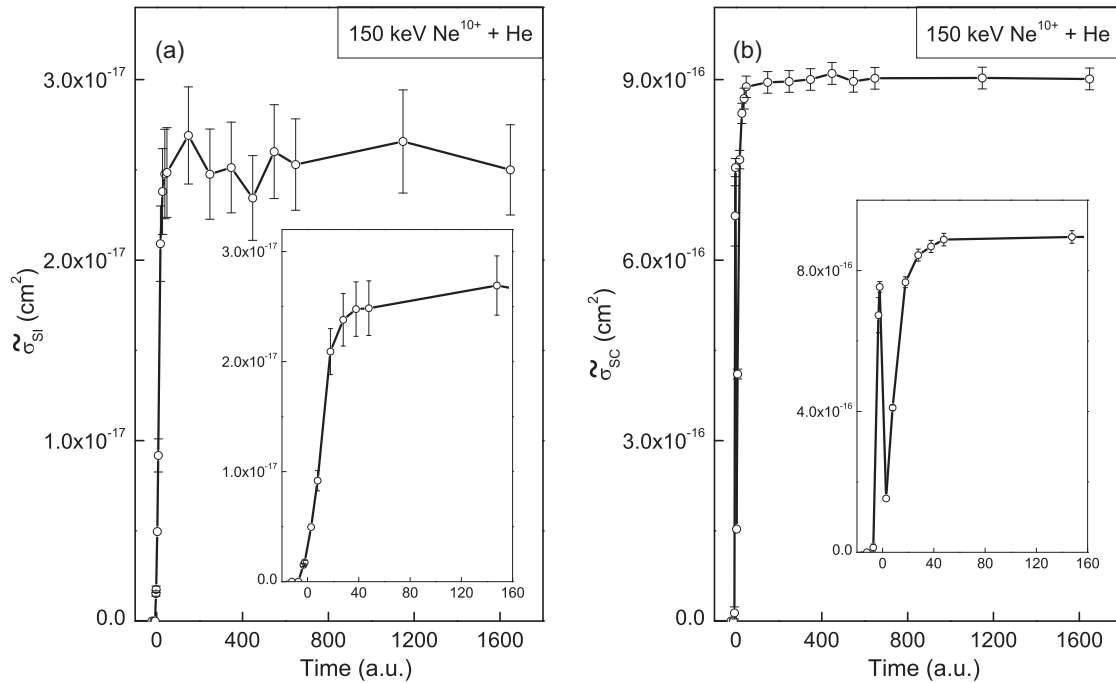 (a)
150 keV Ne¹⁰⁺ + He
3.0x10⁻¹⁷
2.0x10⁻¹⁷
1.0x10⁻¹⁷
0.0
σ̃SI (cm²)
0 400 800 1200 1600
Time (a.u.)
3.0x10⁻¹⁷
2.0x10⁻¹⁷
1.0x10⁻¹⁷
0.0
0 40 80 120 160
(b)
150 keV Ne¹⁰⁺ + He
9.0x10⁻¹⁶
6.0x10⁻¹⁶
3.0x10⁻¹⁶
0.0
σ̃SC (cm²)
0 400 800 1200 1600
Time (a.u.)
8.0x10⁻¹⁶
4.0x10⁻¹⁶
0.0
0 40 80 120 160